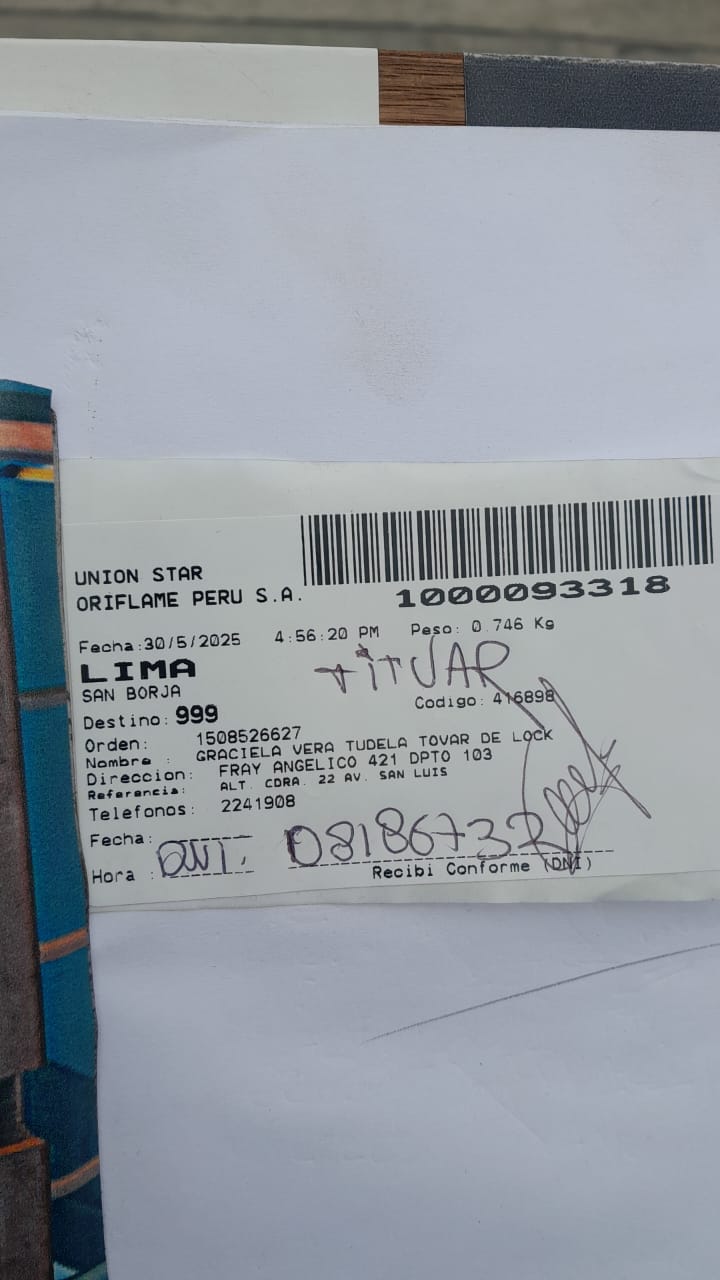 UNION STAR
ORIFLAME PERU S.A.
1000093318
Fecha:30/5/2025 4:56:20 PM Peso: 0.746 Kg
LIMA
TITULAR
SAN BORJA
Codigo: 416898
Destino: 999
Orden: 1508526627
Nombre : GRACIELA VERA TUDELA TOVAR DE LOCK
Direccion: FRAY ANGELICO 421 DPTO 103
Referencia: ALT. CDRA. 22 AV. SAN LUIS
Telefonos: 2241908
Fecha:
Hora : DNI. 08186732
Recibi Conforme (DNI)